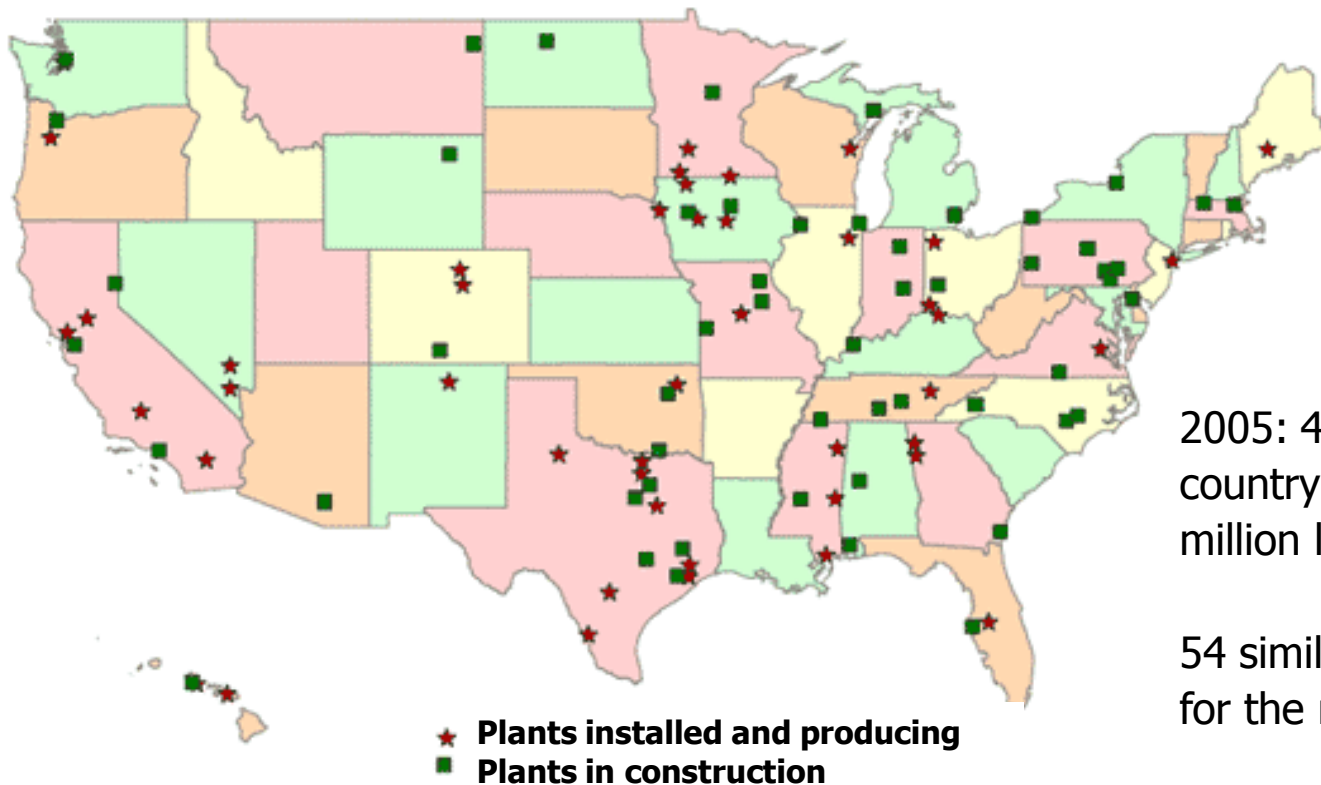 2005: 4
country
million
54 simil
for the
Plants installed and producing
Plants in construction